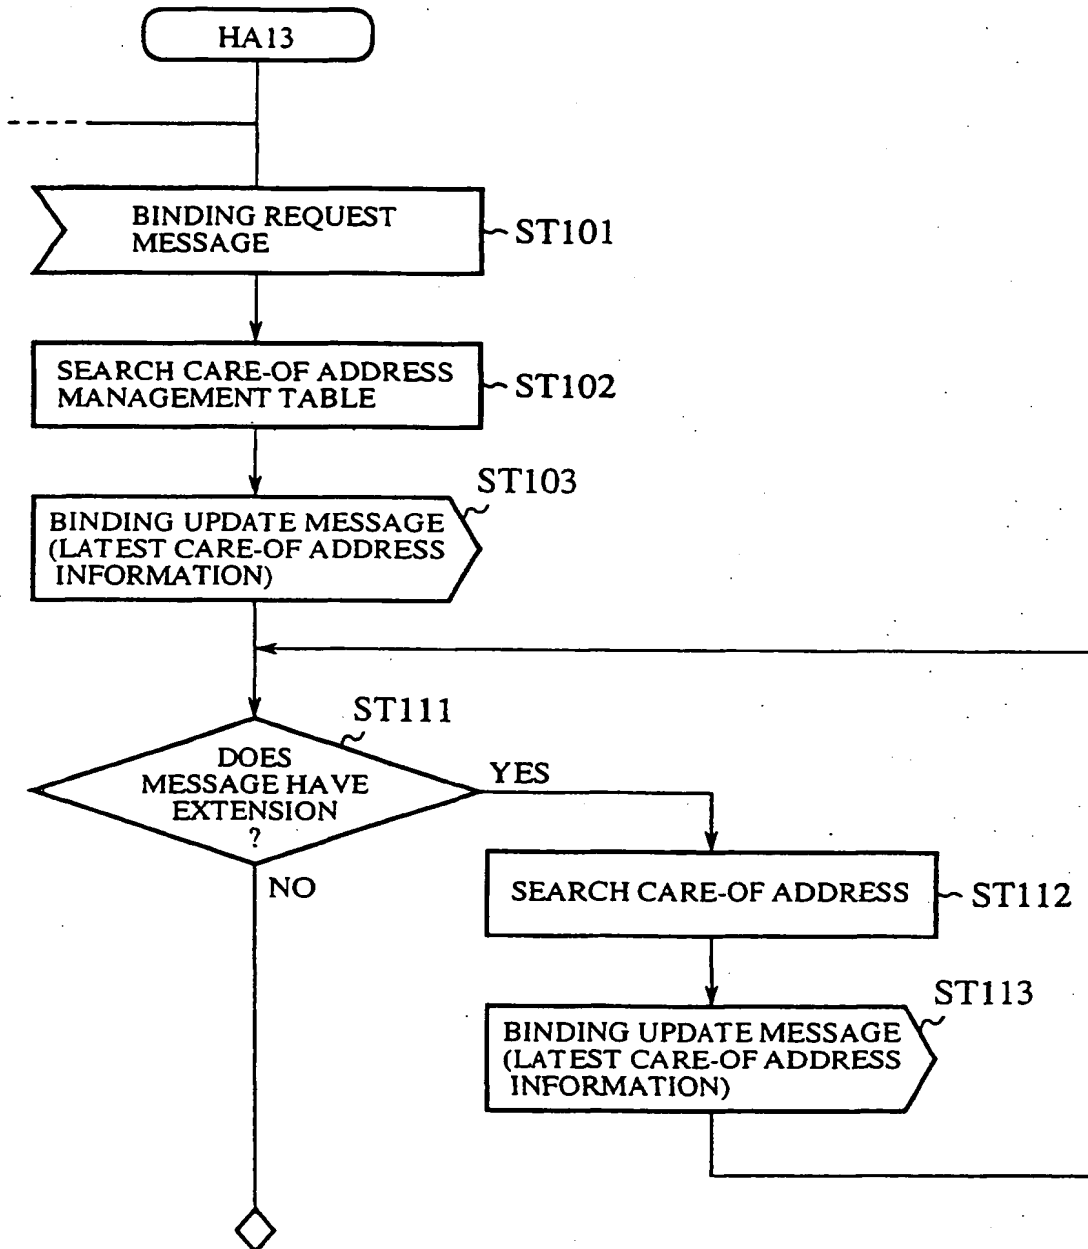 HA13
BINDING REQUEST
MESSAGE
ST101
SEARCH CARE-OF ADDRESS
MANAGEMENT TABLE
ST102
ST103
BINDING UPDATE MESSAGE
(LATEST CARE-OF ADDRESS
INFORMATION)
ST111
DOES
MESSAGE HAVE
EXTENSION
?
YES
NO
SEARCH CARE-OF ADDRESS
ST112
ST113
BINDING UPDATE MESSAGE
(LATEST CARE-OF ADDRESS
INFORMATION)